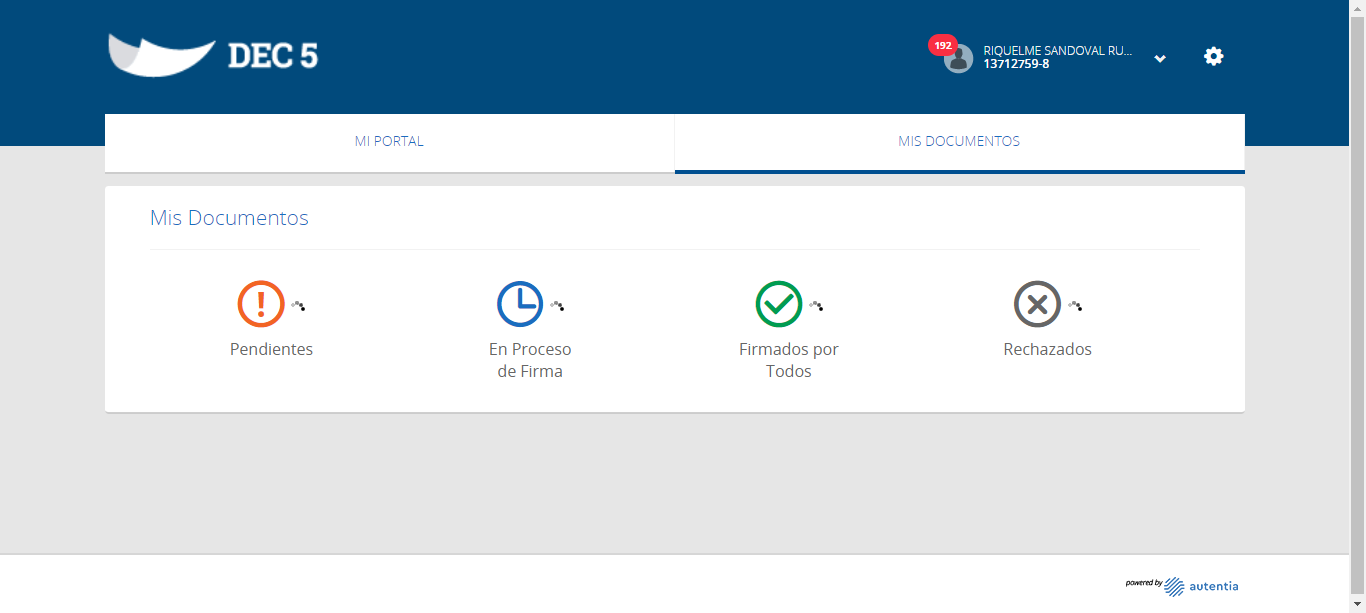 DEC 5
192
RIQUELME SANDOVAL RU...
13712759-8
MI PORTAL
MIS DOCUMENTOS
Mis Documentos
Pendientes
En Proceso
de Firma
Firmados por
Todos
Rechazados
powered by
autentia